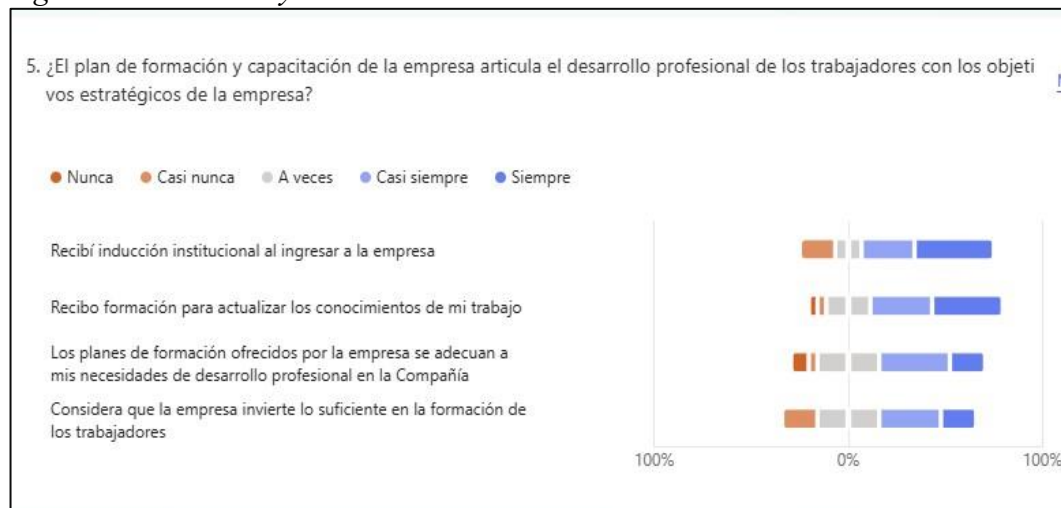 5. ¿El plan de formación y capacitación de la empresa articula el desarrollo profesional de los trabajadores con los objeti
vos estratégicos de la empresa?
Nunca Casi nunca A veces Casi siempre Siempre
Recibí inducción institucional al ingresar a la empresa
Recibo formación para actualizar los conocimientos de mi trabajo
Los planes de formación ofrecidos por la empresa se adecuan a
mis necesidades de desarrollo profesional en la Compañía
Considera que la empresa invierte lo suficiente en la formación de
los trabajadores
100% 0% 100%